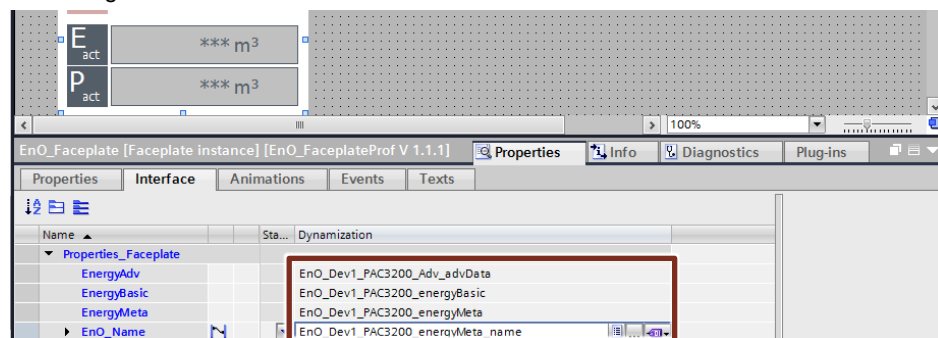 E act *** m³
P act *** m³
100%
EnO_Faceplate [Faceplate instance] [EnO_FaceplateProf V 1.1.1] Properties Info Diagnostics Plug-ins
Properties Interface Animations Events Texts
Name Sta... Dynamization
Properties_Faceplate
EnergyAdv EnO_Dev1_PAC3200_Adv_advData
EnergyBasic EnO_Dev1_PAC3200_energyBasic
EnergyMeta EnO_Dev1_PAC3200_energyMeta
EnO_Name EnO_Dev1_PAC3200_energyMeta_name ...